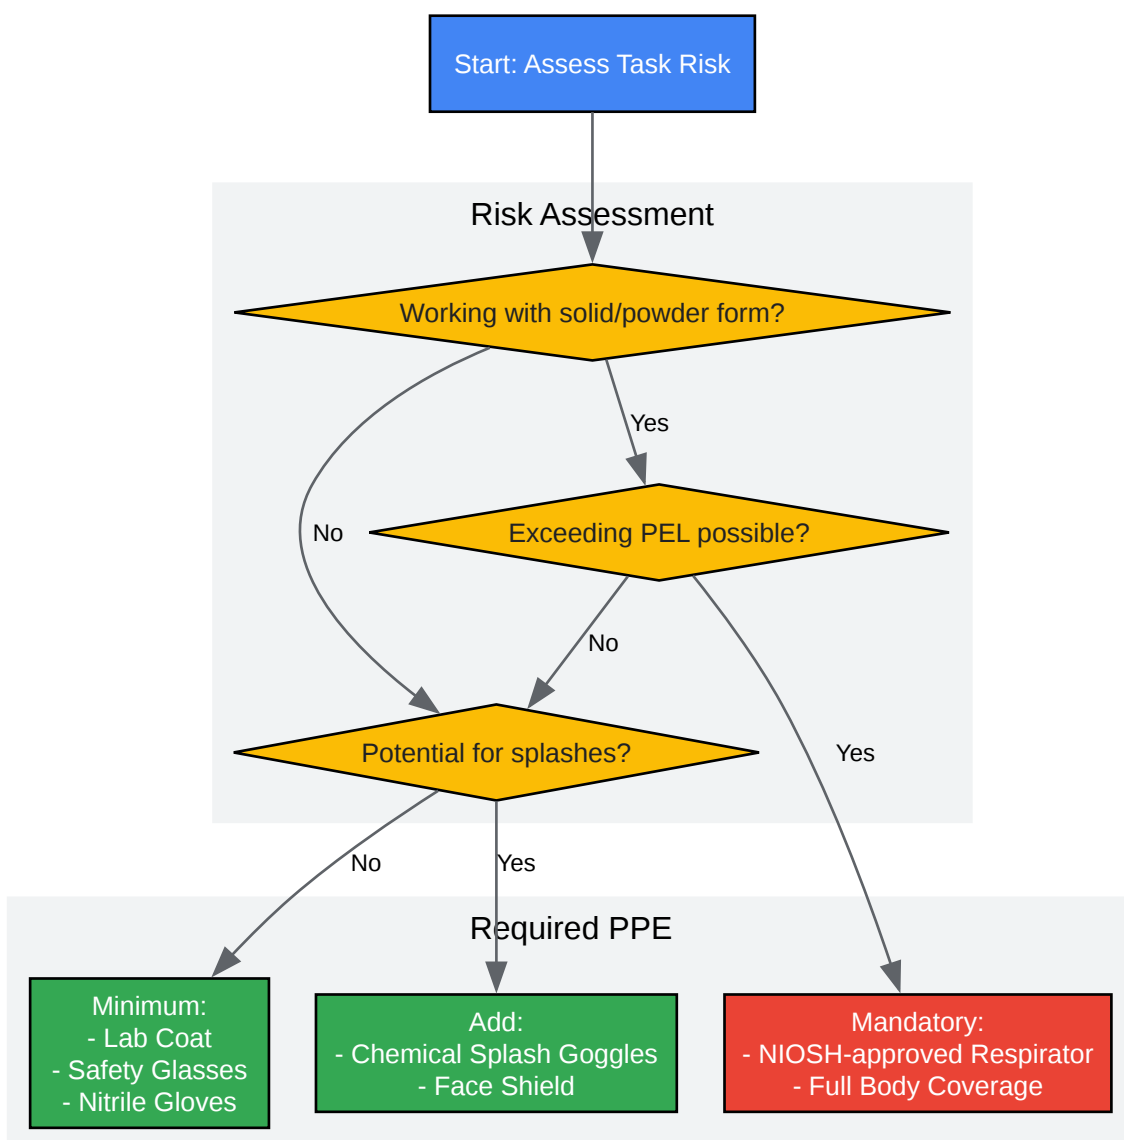 Start: Assess Task Risk
Risk Assessment
Working with solid/powder form?
Yes
No
Exceeding PEL possible?
No
Potential for splashes?
Yes
No
Yes
Required PPE
Minimum:
- Lab Coat
- Safety Glasses
- Nitrile Gloves
Add:
- Chemical Splash Goggles
- Face Shield
Mandatory:
- NIOSH-approved Respirator
- Full Body Coverage